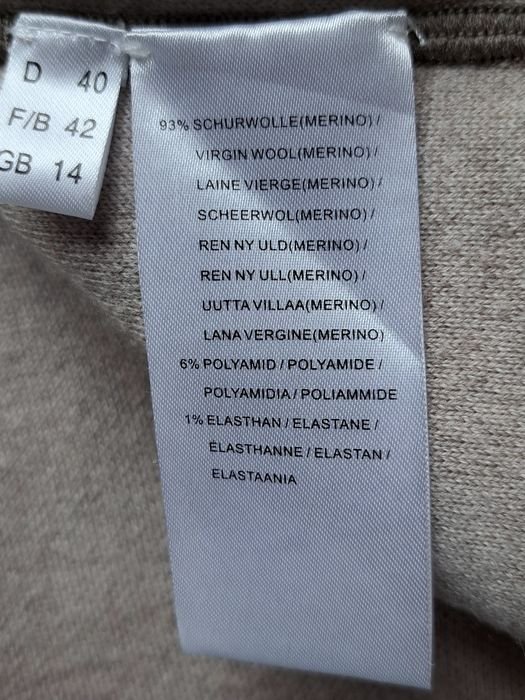 D 40
F/B 42
GB 14
93% SCHURWOLLE(MERINO) /
VIRGIN WOOL(MERINO) /
LAINE VIERGE(MERINO) /
SCHEERWOL(MERINO) /
REN NY ULD(MERINO) /
REN NY ULL(MERINO) /
UUTTA VILLAA(MERINO) /
LANA VERGINE(MERINO)
6% POLYAMID / POLYAMIDE /
POLYAMIDIA / POLIAMMIDE
1% ELASTHAN / ELASTANE /
ÉLASTHANNE / ELASTAN /
ELASTAANIA